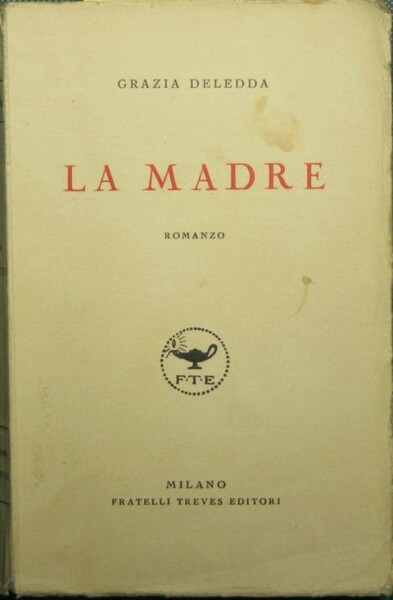 GRAZIA DELEDDA
LA MADRE
ROMANZO
F·T·E
MILANO
FRATELLI TREVES EDITORI